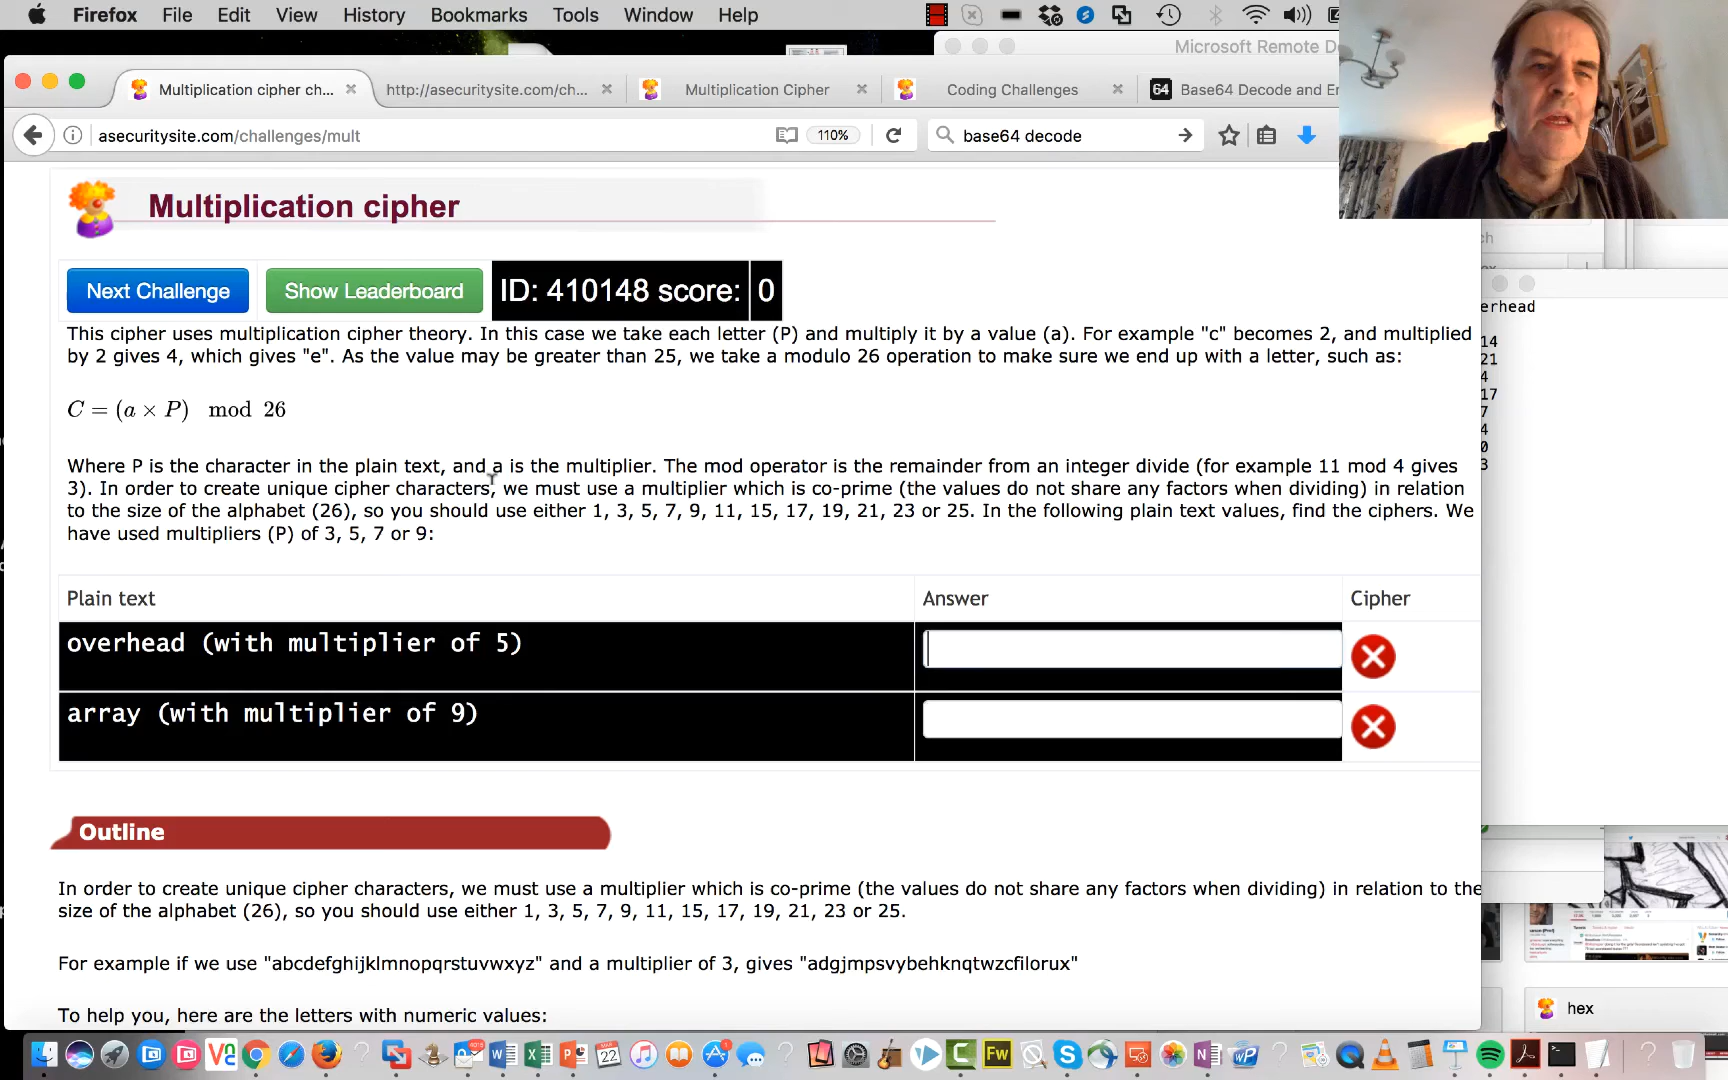 Firefox File Edit View History Bookmarks Tools Window Help
Microsoft Remote D
Multiplication cipher ch...
http://asecuritysite.com/ch...
Multiplication Cipher
Coding Challenges
64 Base64 Decode and En
asecuritysite.com/challenges/mult
110%
base64 decode
Multiplication cipher
Next Challenge
Show Leaderboard
ID: 410148 score: 0
This cipher uses multiplication cipher theory. In this case we take each letter (P) and multiply it by a value (a). For example "c" becomes 2, and multiplied
by 2 gives 4, which gives "e". As the value may be greater than 25, we take a modulo 26 operation to make sure we end up with a letter, such as:
C = (a × P) mod 26
Where P is the character in the plain text, and a is the multiplier. The mod operator is the remainder from an integer divide (for example 11 mod 4 gives
3). In order to create unique cipher characters, we must use a multiplier which is co-prime (the values do not share any factors when dividing) in relation
to the size of the alphabet (26), so you should use either 1, 3, 5, 7, 9, 11, 15, 17, 19, 21, 23 or 25. In the following plain text values, find the ciphers. We
have used multipliers (P) of 3, 5, 7 or 9:
Plain text Answer Cipher
overhead (with multiplier of 5)
array (with multiplier of 9)
Outline
In order to create unique cipher characters, we must use a multiplier which is co-prime (the values do not share any factors when dividing) in relation to the
size of the alphabet (26), so you should use either 1, 3, 5, 7, 9, 11, 15, 17, 19, 21, 23 or 25.
For example if we use "abcdefghijklmnopqrstuvwxyz" and a multiplier of 3, gives "adgjmpsvybehknqtwzcfilorux"
To help you, here are the letters with numeric values:
erhead
14
21
4
17
7
4
0
3
hex
Fw
22